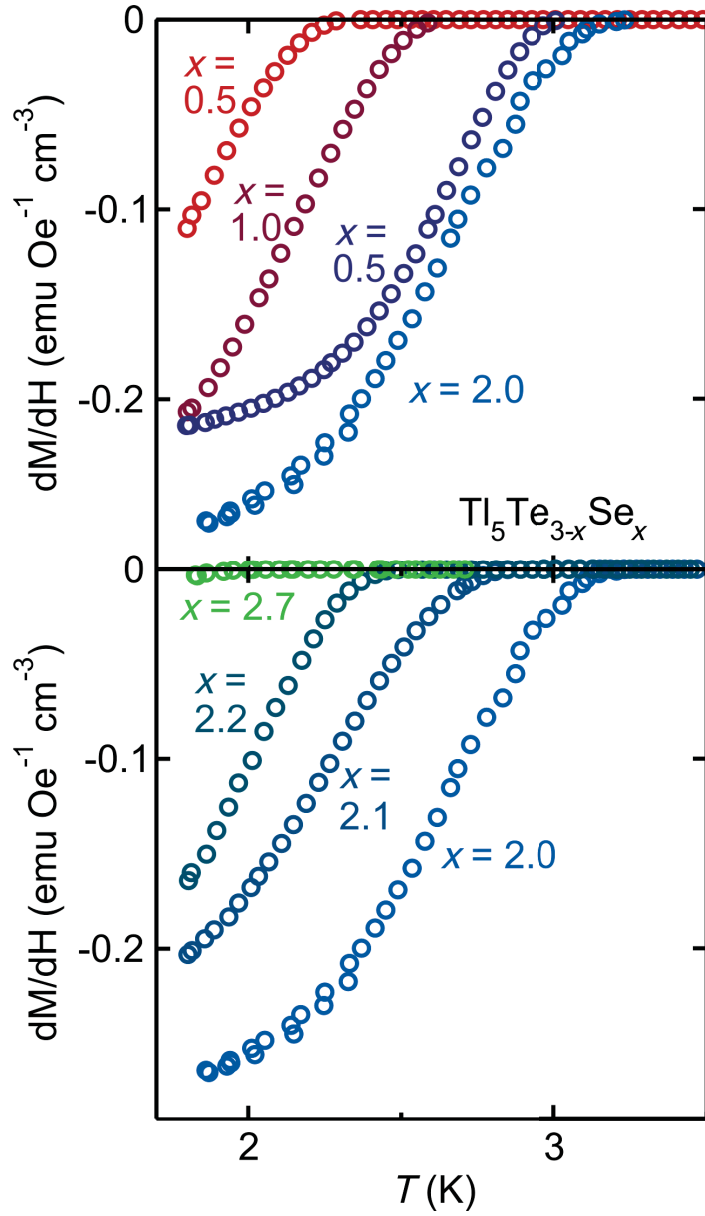 0
x =
0.5
x =
1.0
x =
0.5
x = 2.0
-0.1
-0.2
dM/dH (emu Oe⁻¹ cm⁻³)
Tl₅Te₃₋ₓSeₓ
0
x = 2.7
x =
2.2
x =
2.1
x = 2.0
-0.1
-0.2
dM/dH (emu Oe⁻¹ cm⁻³)
2
3
T (K)